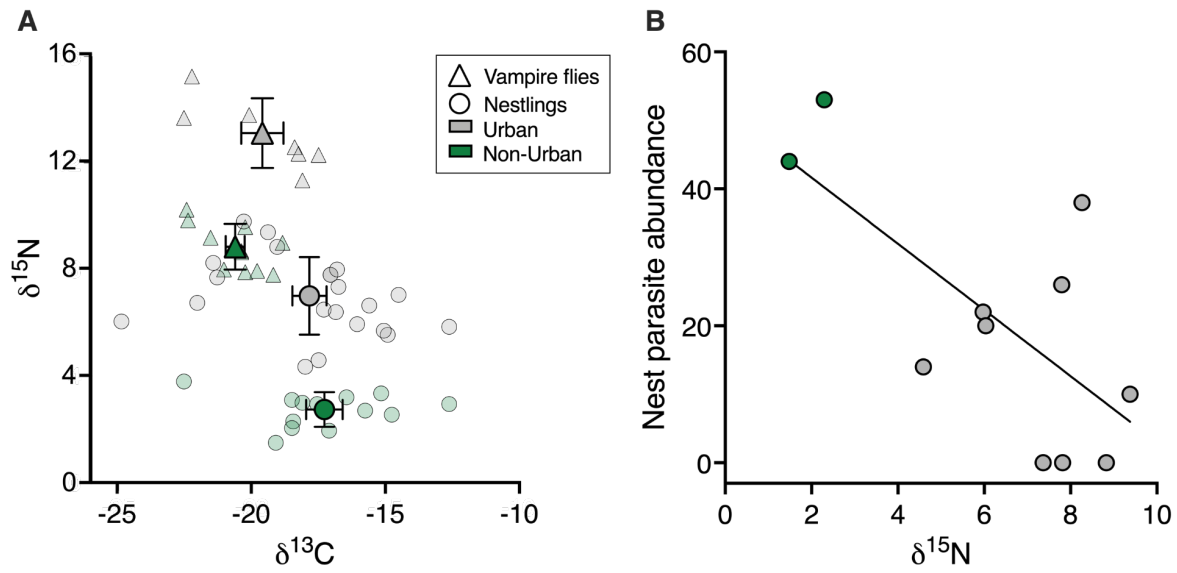 A
16
12
8
4
0
-25
-20
-15
-10
δ15N
δ13C
Vampire flies
Nestlings
Urban
Non-Urban
B
60
40
20
0
0
2
4
6
8
10
Nest parasite abundance
δ15N